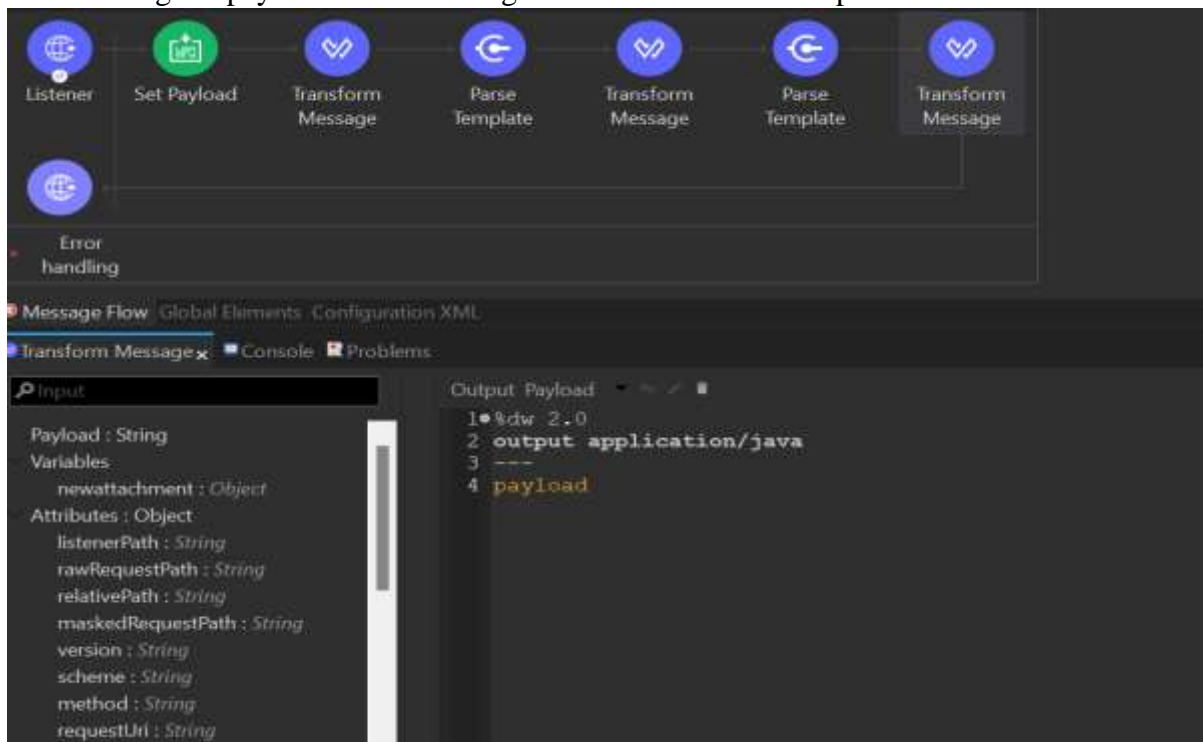 Listener Set Payload Transform Message Parse Template Transform Message Parse Template Transform Message
Error handling
Message Flow Global Elements Configuration XML
Transform Message x Console Problems
Input
Output Payload
Payload : String
Variables
newattachment : Object
Attributes : Object
listenerPath : String
rawRequestPath : String
relativePath : String
maskedRequestPath : String
version : String
scheme : String
method : String
requestUri : String
1 %dw 2.0
2 output application/java
3 ---
4 payload